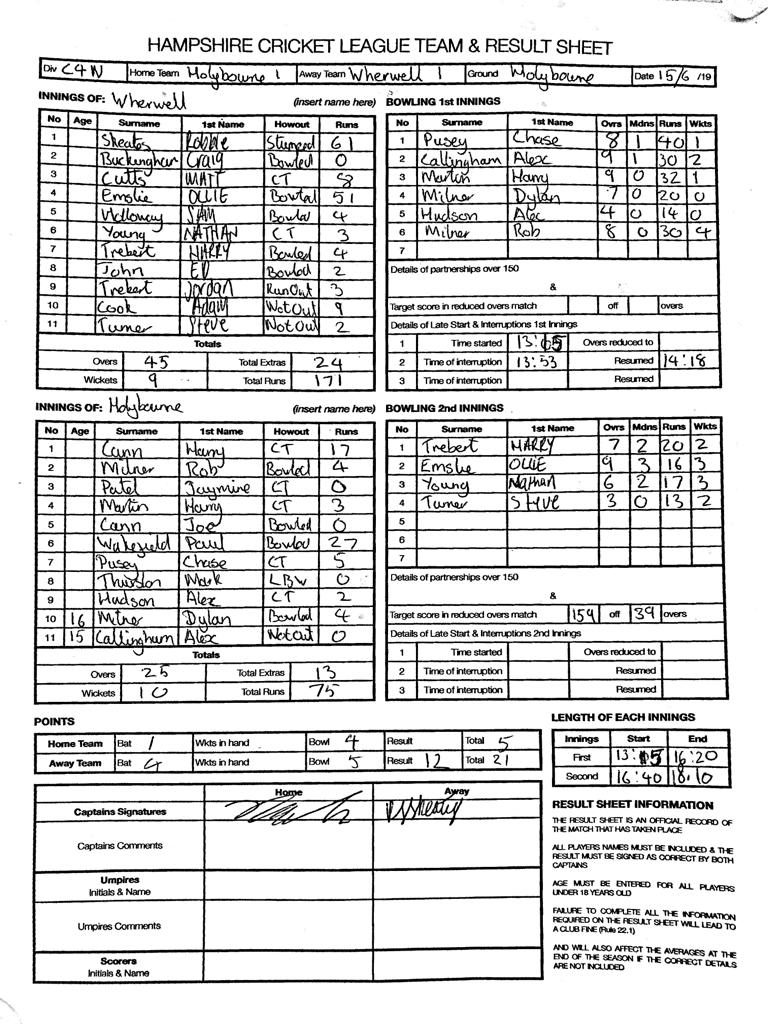 HAMPSHIRE CRICKET LEAGUE TEAM & RESULT SHEET
Div C4N Home Team Holybourne 1 Away Team Wherwell 1 Ground Holybourne Date 15/6 /19
INNINGS OF: Wherwell (insert name here)
No Age Surname 1st Name Howout Runs
1 Sheates Robbie Stumped 61
2 Buckingham Craig Bowled 0
3 Cutts MATT CT 8
4 Emslie OLLIE Bowled 51
5 Holloway SAM Bowled 4
6 Young NATHAN CT 3
7 Trebert HARRY Bowled 4
8 John ED Bowled 2
9 Trebert Jordan Run Out 3
10 Cook Adam Not Out 9
11 Turner Steve Not Out 2
Totals
Overs 45 Total Extras 24
Wickets 9 Total Runs 171
BOWLING 1st INNINGS
No Surname 1st Name Ovrs Mdns Runs Wkts
1 Pusey Chase 8 1 40 1
2 Callingham Alex 9 1 30 2
3 Martin Harry 9 0 32 1
4 Milner Dylan 7 0 20 0
5 Hudson Alec 4 0 14 0
6 Milner Rob 8 0 30 4
7
Details of partnerships over 150
&
Target score in reduced overs match off overs
Details of Late Start & Interruptions 1st Innings
1 Time started 13:05 Overs reduced to
2 Time of interruption 13:53 Resumed 14:18
3 Time of interruption Resumed
INNINGS OF: Holybourne (insert name here)
No Age Surname 1st Name Howout Runs
1 Cann Harry CT 17
2 Milner Rob Bowled 4
3 Patel Jaymine CT 0
4 Martin Harry CT 3
5 Cann Joe Bowled 0
6 Wakefield Paul Bowled 27
7 Pusey Chase CT 5
8 Thurston Mark LBW 0
9 Hudson Alex CT 2
10 16 Milner Dylan Bowled 4
11 15 Callingham Alex Not Out 0
Totals
Overs 25 Total Extras 13
Wickets 10 Total Runs 75
BOWLING 2nd INNINGS
No Surname 1st Name Ovrs Mdns Runs Wkts
1 Trebert HARRY 7 2 20 2
2 Emslie OLLIE 9 3 16 3
3 Young Nathan 6 2 17 3
4 Turner STEVE 3 0 13 2
5
6
7
Details of partnerships over 150
&
Target score in reduced overs match 159 off 39 overs
Details of Late Start & Interruptions 2nd Innings
1 Time started Overs reduced to
2 Time of interruption Resumed
3 Time of interruption Resumed
POINTS
Home Team Bat 1 Wkts in hand Bowl 4 Result Total 5
Away Team Bat 4 Wkts in hand Bowl 5 Result 12 Total 21
LENGTH OF EACH INNINGS
Innings Start End
First 13:05 16:20
Second 16:40 18:10
Home Away
Captains Signatures
Captains Comments
Umpires
Initials & Name
Umpires Comments
Scorers
Initials & Name
RESULT SHEET INFORMATION
THE RESULT SHEET IS AN OFFICIAL RECORD OF
THE MATCH THAT HAS TAKEN PLACE
ALL PLAYERS NAMES MUST BE INCLUDED & THE
RESULT MUST BE SIGNED AS CORRECT BY BOTH
CAPTAINS
AGE MUST BE ENTERED FOR ALL PLAYERS
UNDER 18 YEARS OLD
FAILURE TO COMPLETE ALL THE INFORMATION
REQUIRED ON THE RESULT SHEET WILL LEAD TO
A CLUB FINE (Rule 22.1)
AND WILL ALSO AFFECT THE AVERAGES AT THE
END OF THE SEASON IF THE CORRECT DETAILS
ARE NOT INCLUDED